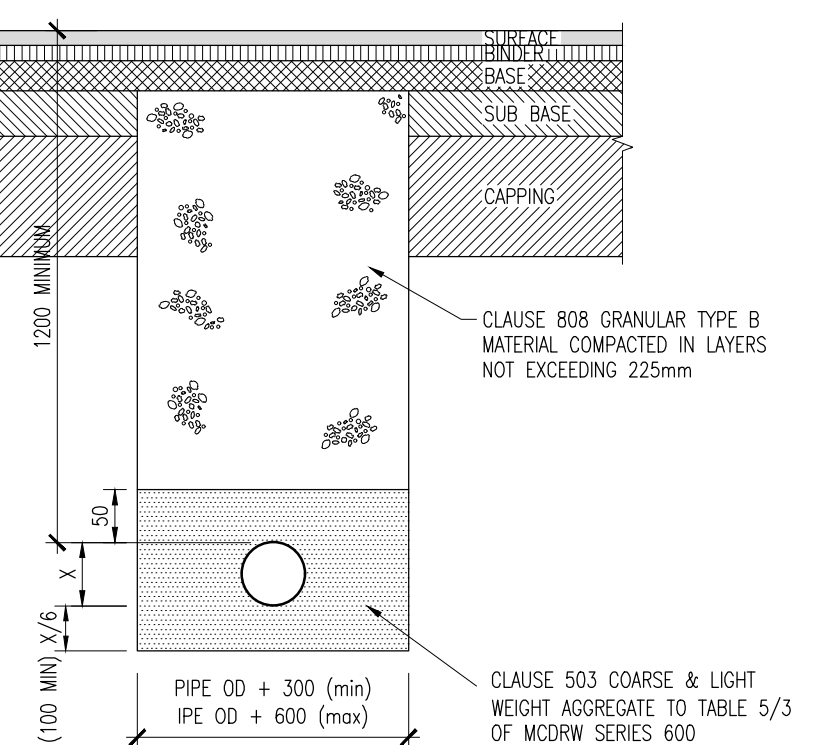 SURFACE
BINDER
BASE
SUB BASE
CAPPING
1200 MINIMUM
CLAUSE 808 GRANULAR TYPE B
MATERIAL COMPACTED IN LAYERS
NOT EXCEEDING 225mm
50
X
X/6
(100 MIN)
PIPE OD + 300 (min)
IPE OD + 600 (max)
CLAUSE 503 COARSE & LIGHT
WEIGHT AGGREGATE TO TABLE 5/3
OF MCDRW SERIES 600